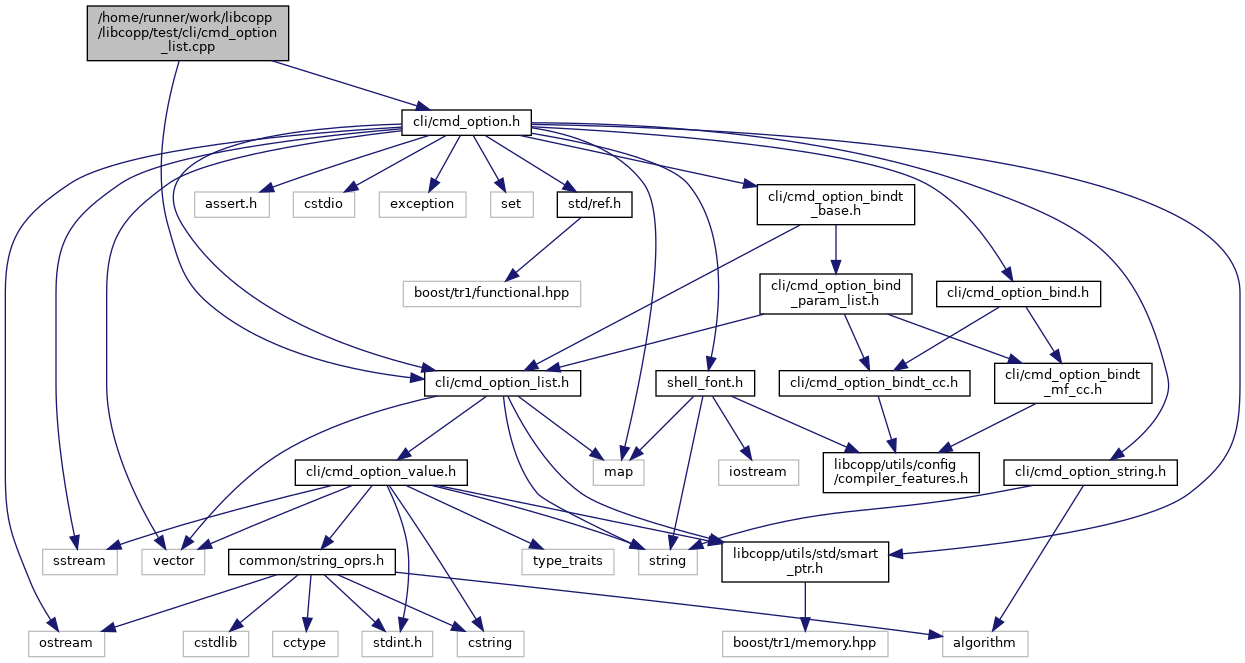 /home/runner/work/libcopp
/libcopp/test/cli/cmd_option
_list.cpp
cli/cmd_option.h
assert.h
cstdio
exception
set
std/ref.h
cli/cmd_option_bindt
_base.h
boost/tr1/functional.hpp
cli/cmd_option_bind
_param_list.h
cli/cmd_option_bind.h
cli/cmd_option_list.h
shell_font.h
cli/cmd_option_bindt_cc.h
cli/cmd_option_bindt
_mf_cc.h
cli/cmd_option_value.h
map
iostream
libcopp/utils/config
/compiler_features.h
cli/cmd_option_string.h
sstream
vector
common/string_oprs.h
type_traits
string
libcopp/utils/std/smart
_ptr.h
ostream
cstdlib
cctype
stdint.h
cstring
boost/tr1/memory.hpp
algorithm